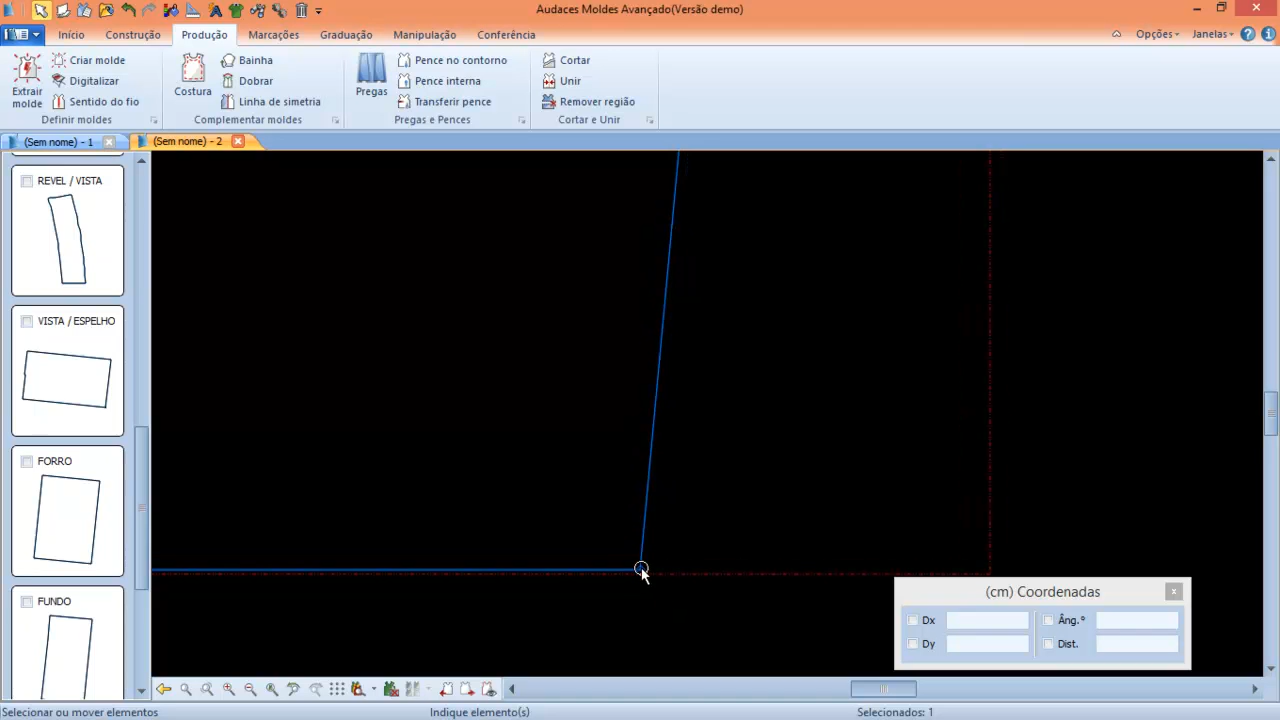 Audaces Moldes Avançado(Versão demo)
Início Construção Produção Marcações Graduação Manipulação Conferência Opções Janelas
Extrair molde
Criar molde
Digitalizar
Sentido do fio
Definir moldes
Costura
Bainha
Dobrar
Linha de simetria
Complementar moldes
Pregas
Pence no contorno
Pence interna
Transferir pence
Pregas e Pences
Cortar
Unir
Remover região
Cortar e Unir
(Sem nome) - 1 (Sem nome) - 2
REVEL / VISTA
VISTA / ESPELHO
FORRO
FUNDO
(cm) Coordenadas
Dx Âng.º
Dy Dist.
Selecionar ou mover elementos Indique elemento(s) Selecionados: 1